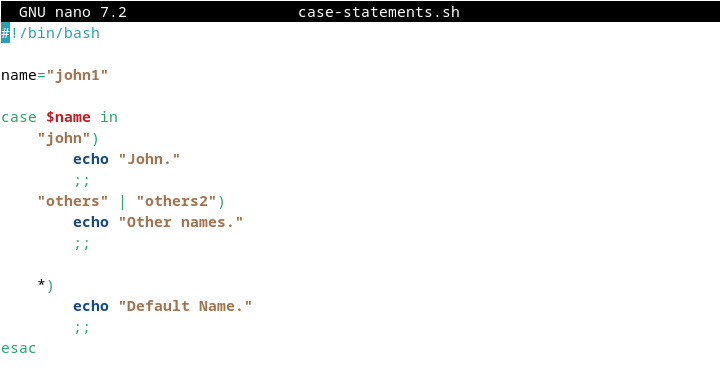 GNU nano 7.2 case-statements.sh
#!/bin/bash
name="john1"
case $name in
    "john")
        echo "John."
        ;;
    "others" | "others2")
        echo "Other names."
        ;;
    *)
        echo "Default Name."
        ;;
esac